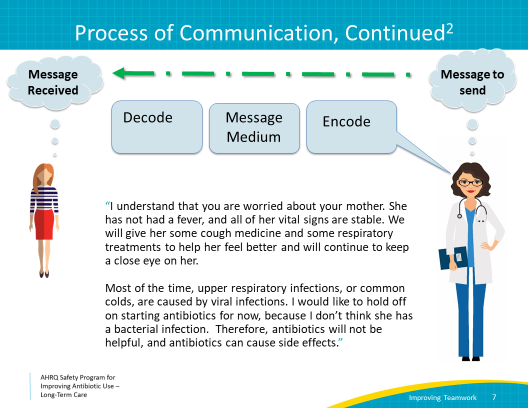 Process of Communication, Continued2
Message
Received
Message to
send
Decode
Message
Medium
Encode
“I understand that you are worried about your mother. She
has not had a fever, and all of her vital signs are stable. We
will give her some cough medicine and some respiratory
treatments to help her feel better and will continue to keep
a close eye on her.
Most of the time, upper respiratory infections, or common
colds, are caused by viral infections. I would like to hold off
on starting antibiotics for now, because I don’t think she has
a bacterial infection. Therefore, antibiotics will not be
helpful, and antibiotics can cause side effects.”
AHRQ Safety Program for
Improving Antibiotic Use –
Long-Term Care
Improving Teamwork 7